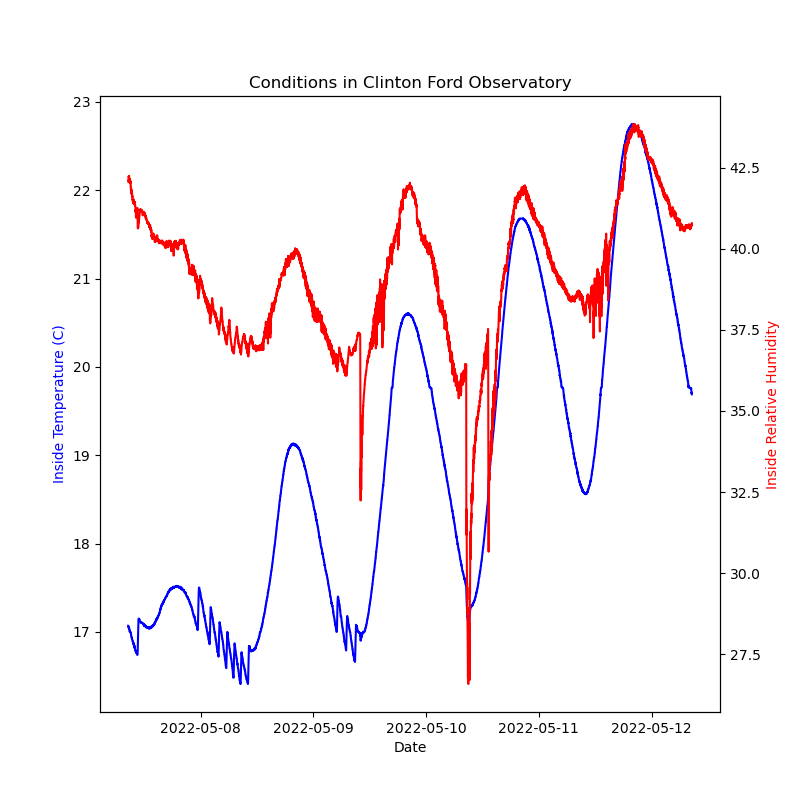 Conditions in Clinton Ford Observatory
23
22
21
20
19
18
17
Inside Temperature (C)
42.5
40.0
37.5
35.0
32.5
30.0
27.5
Inside Relative Humidity
2022-05-08 2022-05-09 2022-05-10 2022-05-11 2022-05-12
Date